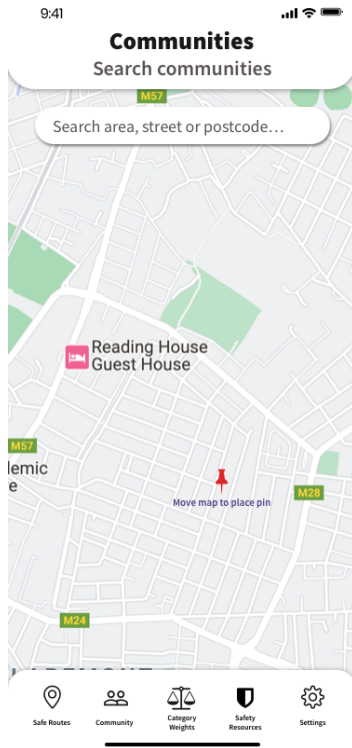 9:41
Communities
Search communities
M57
Search area, street or postcode...
Reading House
Guest House
M57
lemic
e
Move map to place pin
M28
M24
Safe Routes
Community
Category
Weights
Safety
Resources
Settings